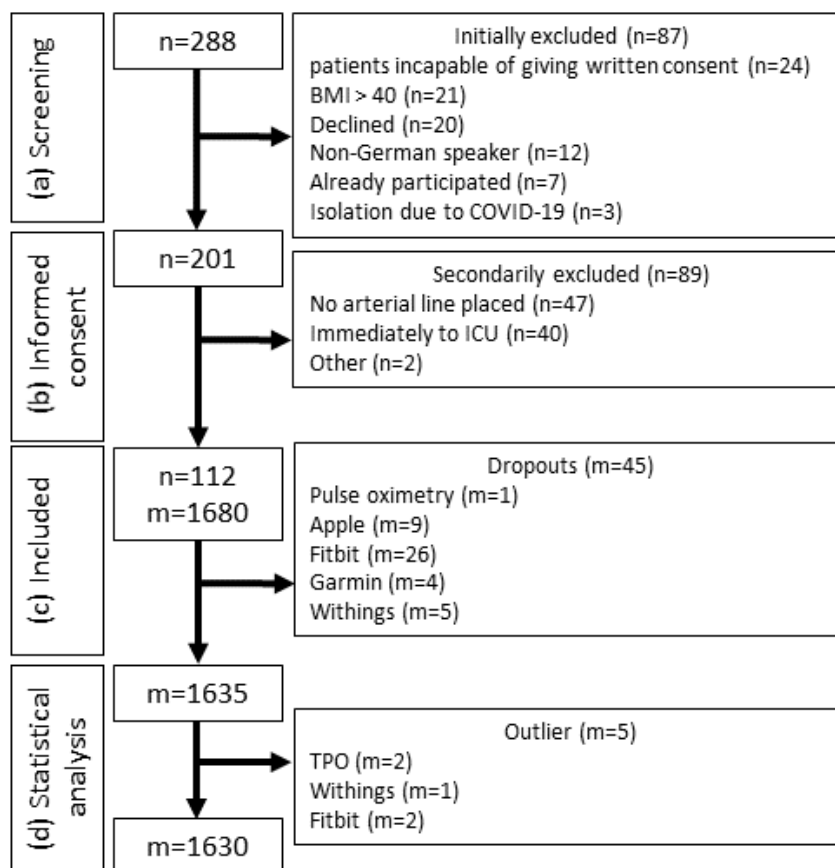 (a) Screening
n=288
Initially excluded (n=87)
patients incapable of giving written consent (n=24)
BMI > 40 (n=21)
Declined (n=20)
Non-German speaker (n=12)
Already participated (n=7)
Isolation due to COVID-19 (n=3)
(b) Informed
consent
n=201
Secondarily excluded (n=89)
No arterial line placed (n=47)
Immediately to ICU (n=40)
Other (n=2)
(c) Included
n=112
m=1680
Dropouts (m=45)
Pulse oximetry (m=1)
Apple (m=9)
Fitbit (m=26)
Garmin (m=4)
Withings (m=5)
(d) Statistical
analysis
m=1635
Outlier (m=5)
TPO (m=2)
Withings (m=1)
Fitbit (m=2)
m=1630